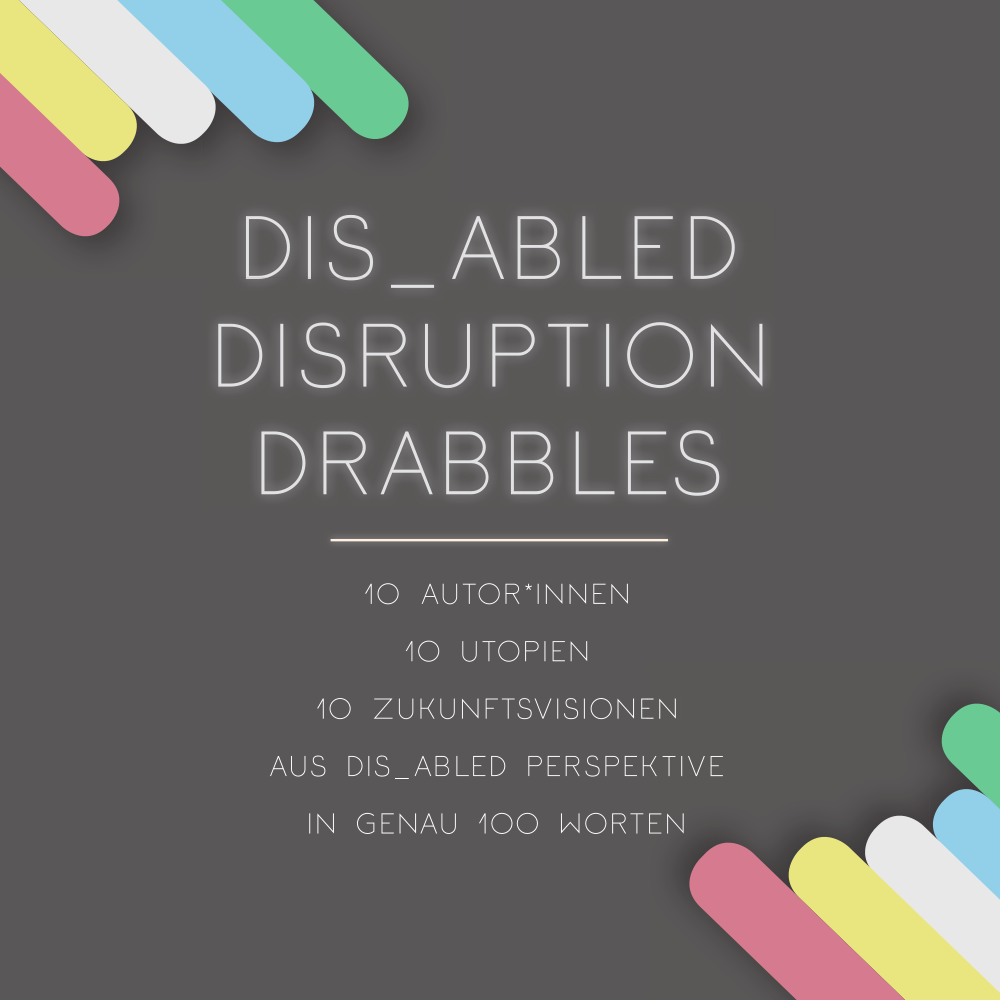 DIS_ABLED
DISRUPTION
DRABBLES
10 AUTOR*INNEN
10 UTOPIEN
10 ZUKUNFTSVISIONEN
AUS DIS_ABLED PERSPEKTIVE
IN GENAU 100 WORTEN